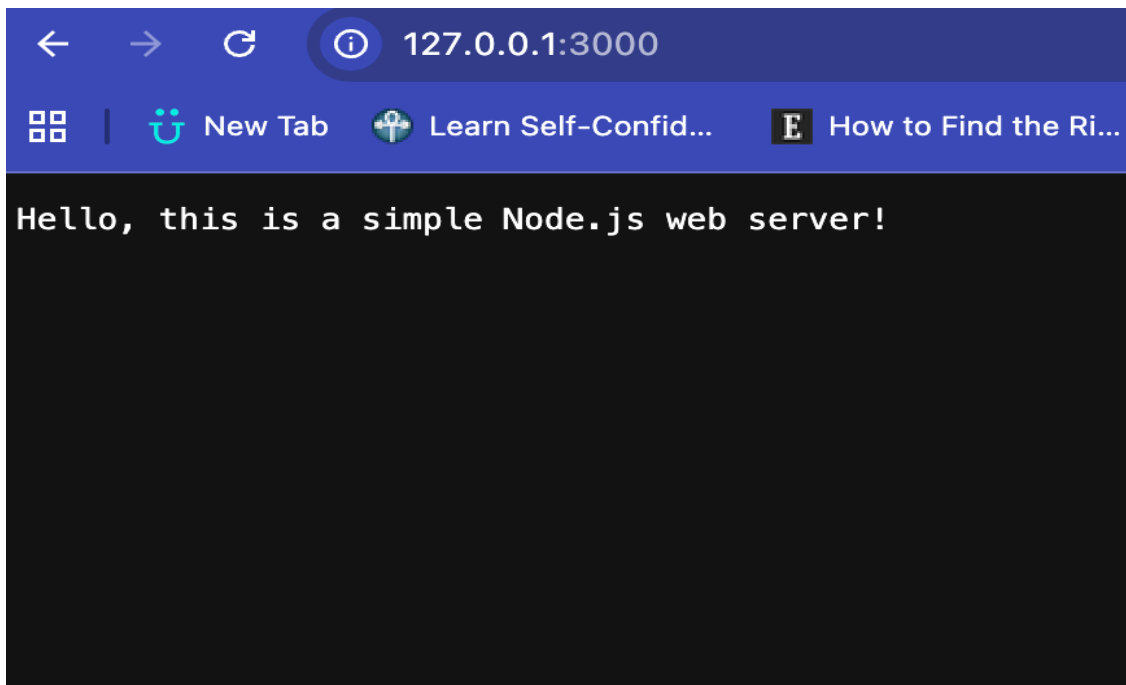 127.0.0.1:3000
New Tab Learn Self-Confid... E How to Find the Ri...
Hello, this is a simple Node.js web server!